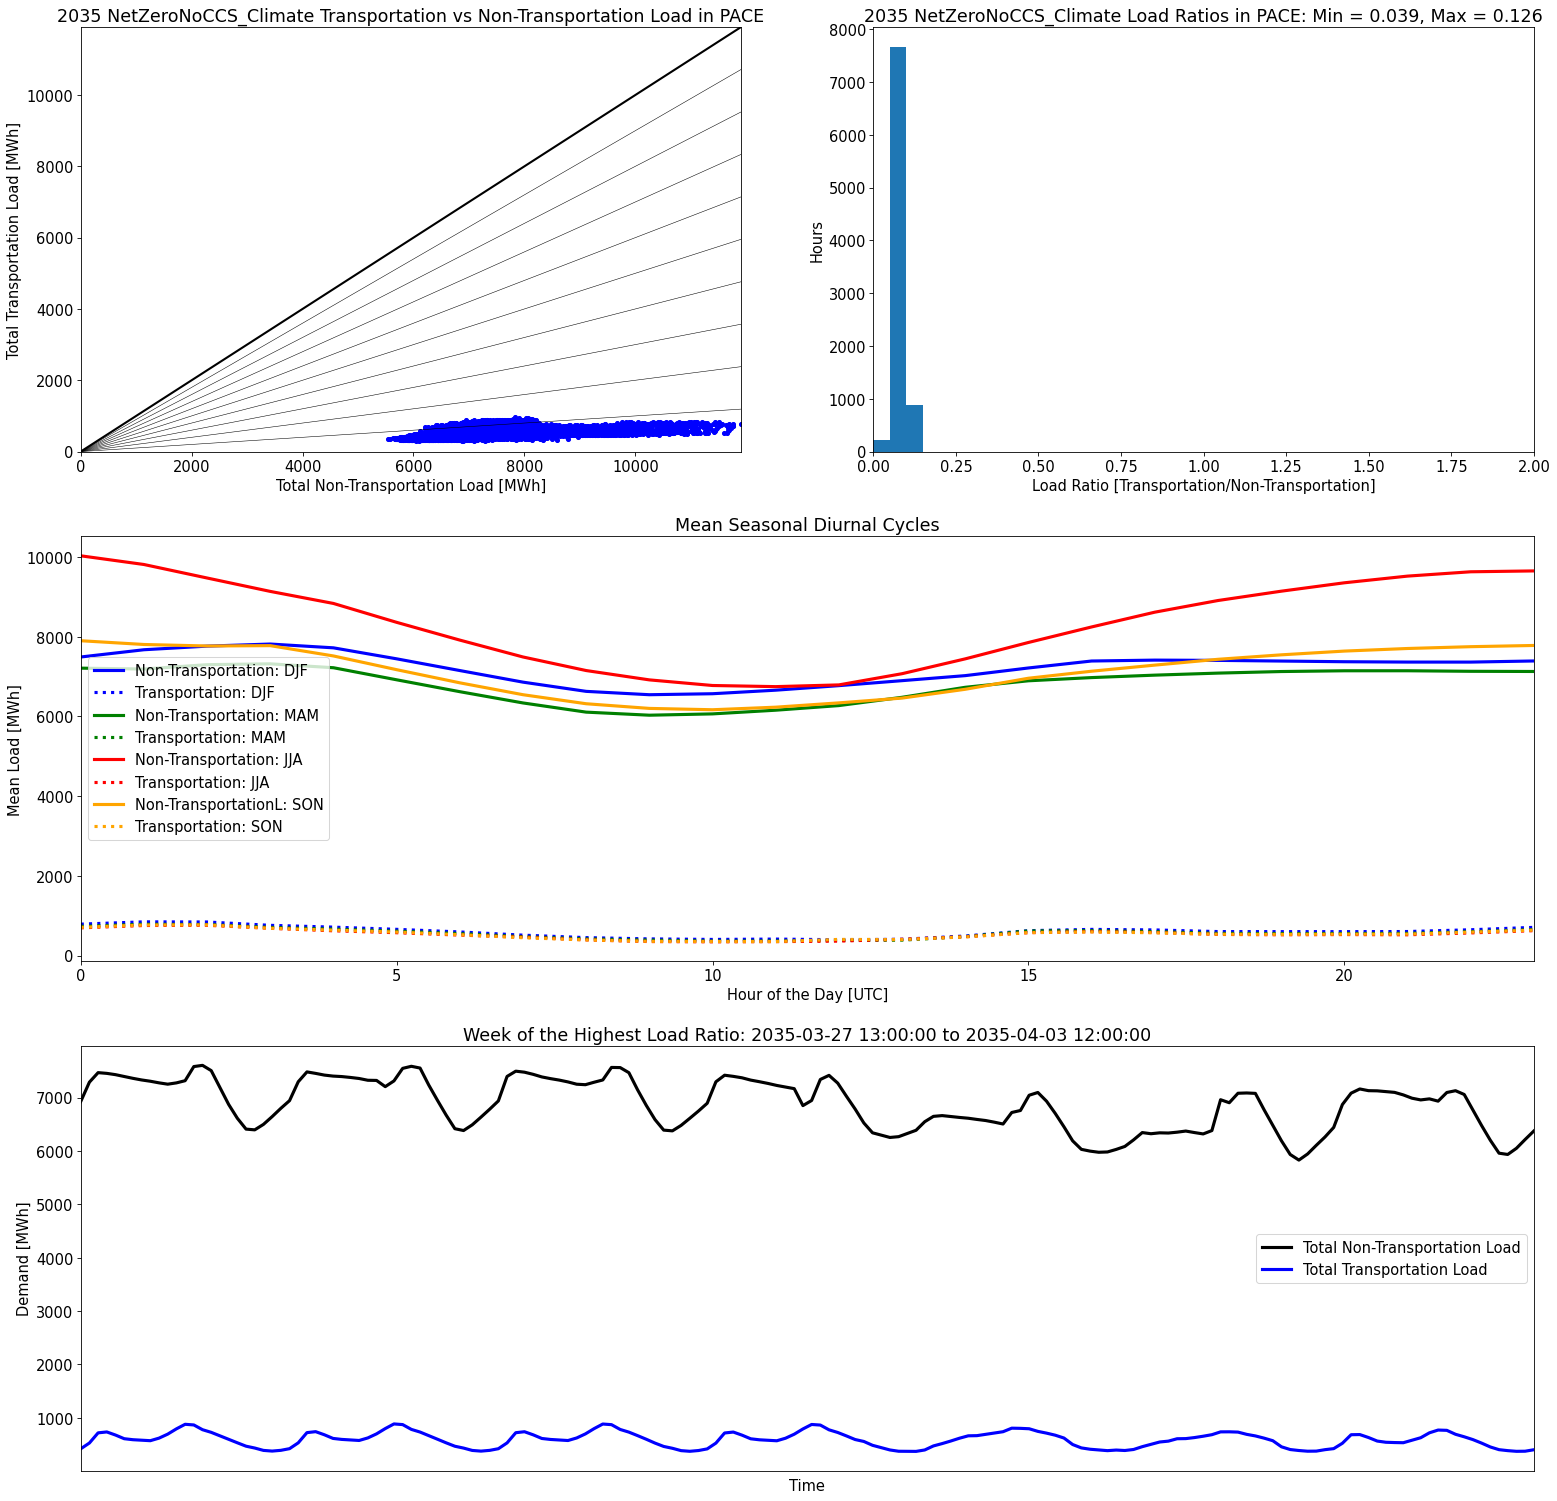 2035 NetZeroNoCCS_Climate Transportation vs Non-Transportation Load in PACE
10000
8000
6000
4000
2000
0
Total Transportation Load [MWh]
0 2000 4000 6000 8000 10000
Total Non-Transportation Load [MWh]
2035 NetZeroNoCCS_Climate Load Ratios in PACE: Min = 0.039, Max = 0.126
8000
7000
6000
5000
4000
3000
2000
1000
0
Hours
0.00 0.25 0.50 0.75 1.00 1.25 1.50 1.75 2.00
Load Ratio [Transportation/Non-Transportation]
Mean Seasonal Diurnal Cycles
10000
8000
6000
4000
2000
0
Mean Load [MWh]
Non-Transportation: DJF
Transportation: DJF
Non-Transportation: MAM
Transportation: MAM
Non-Transportation: JJA
Transportation: JJA
Non-TransportationL: SON
Transportation: SON
0 5 10 15 20
Hour of the Day [UTC]
Week of the Highest Load Ratio: 2035-03-27 13:00:00 to 2035-04-03 12:00:00
7000
6000
5000
4000
3000
2000
1000
Demand [MWh]
Total Non-Transportation Load
Total Transportation Load
Time